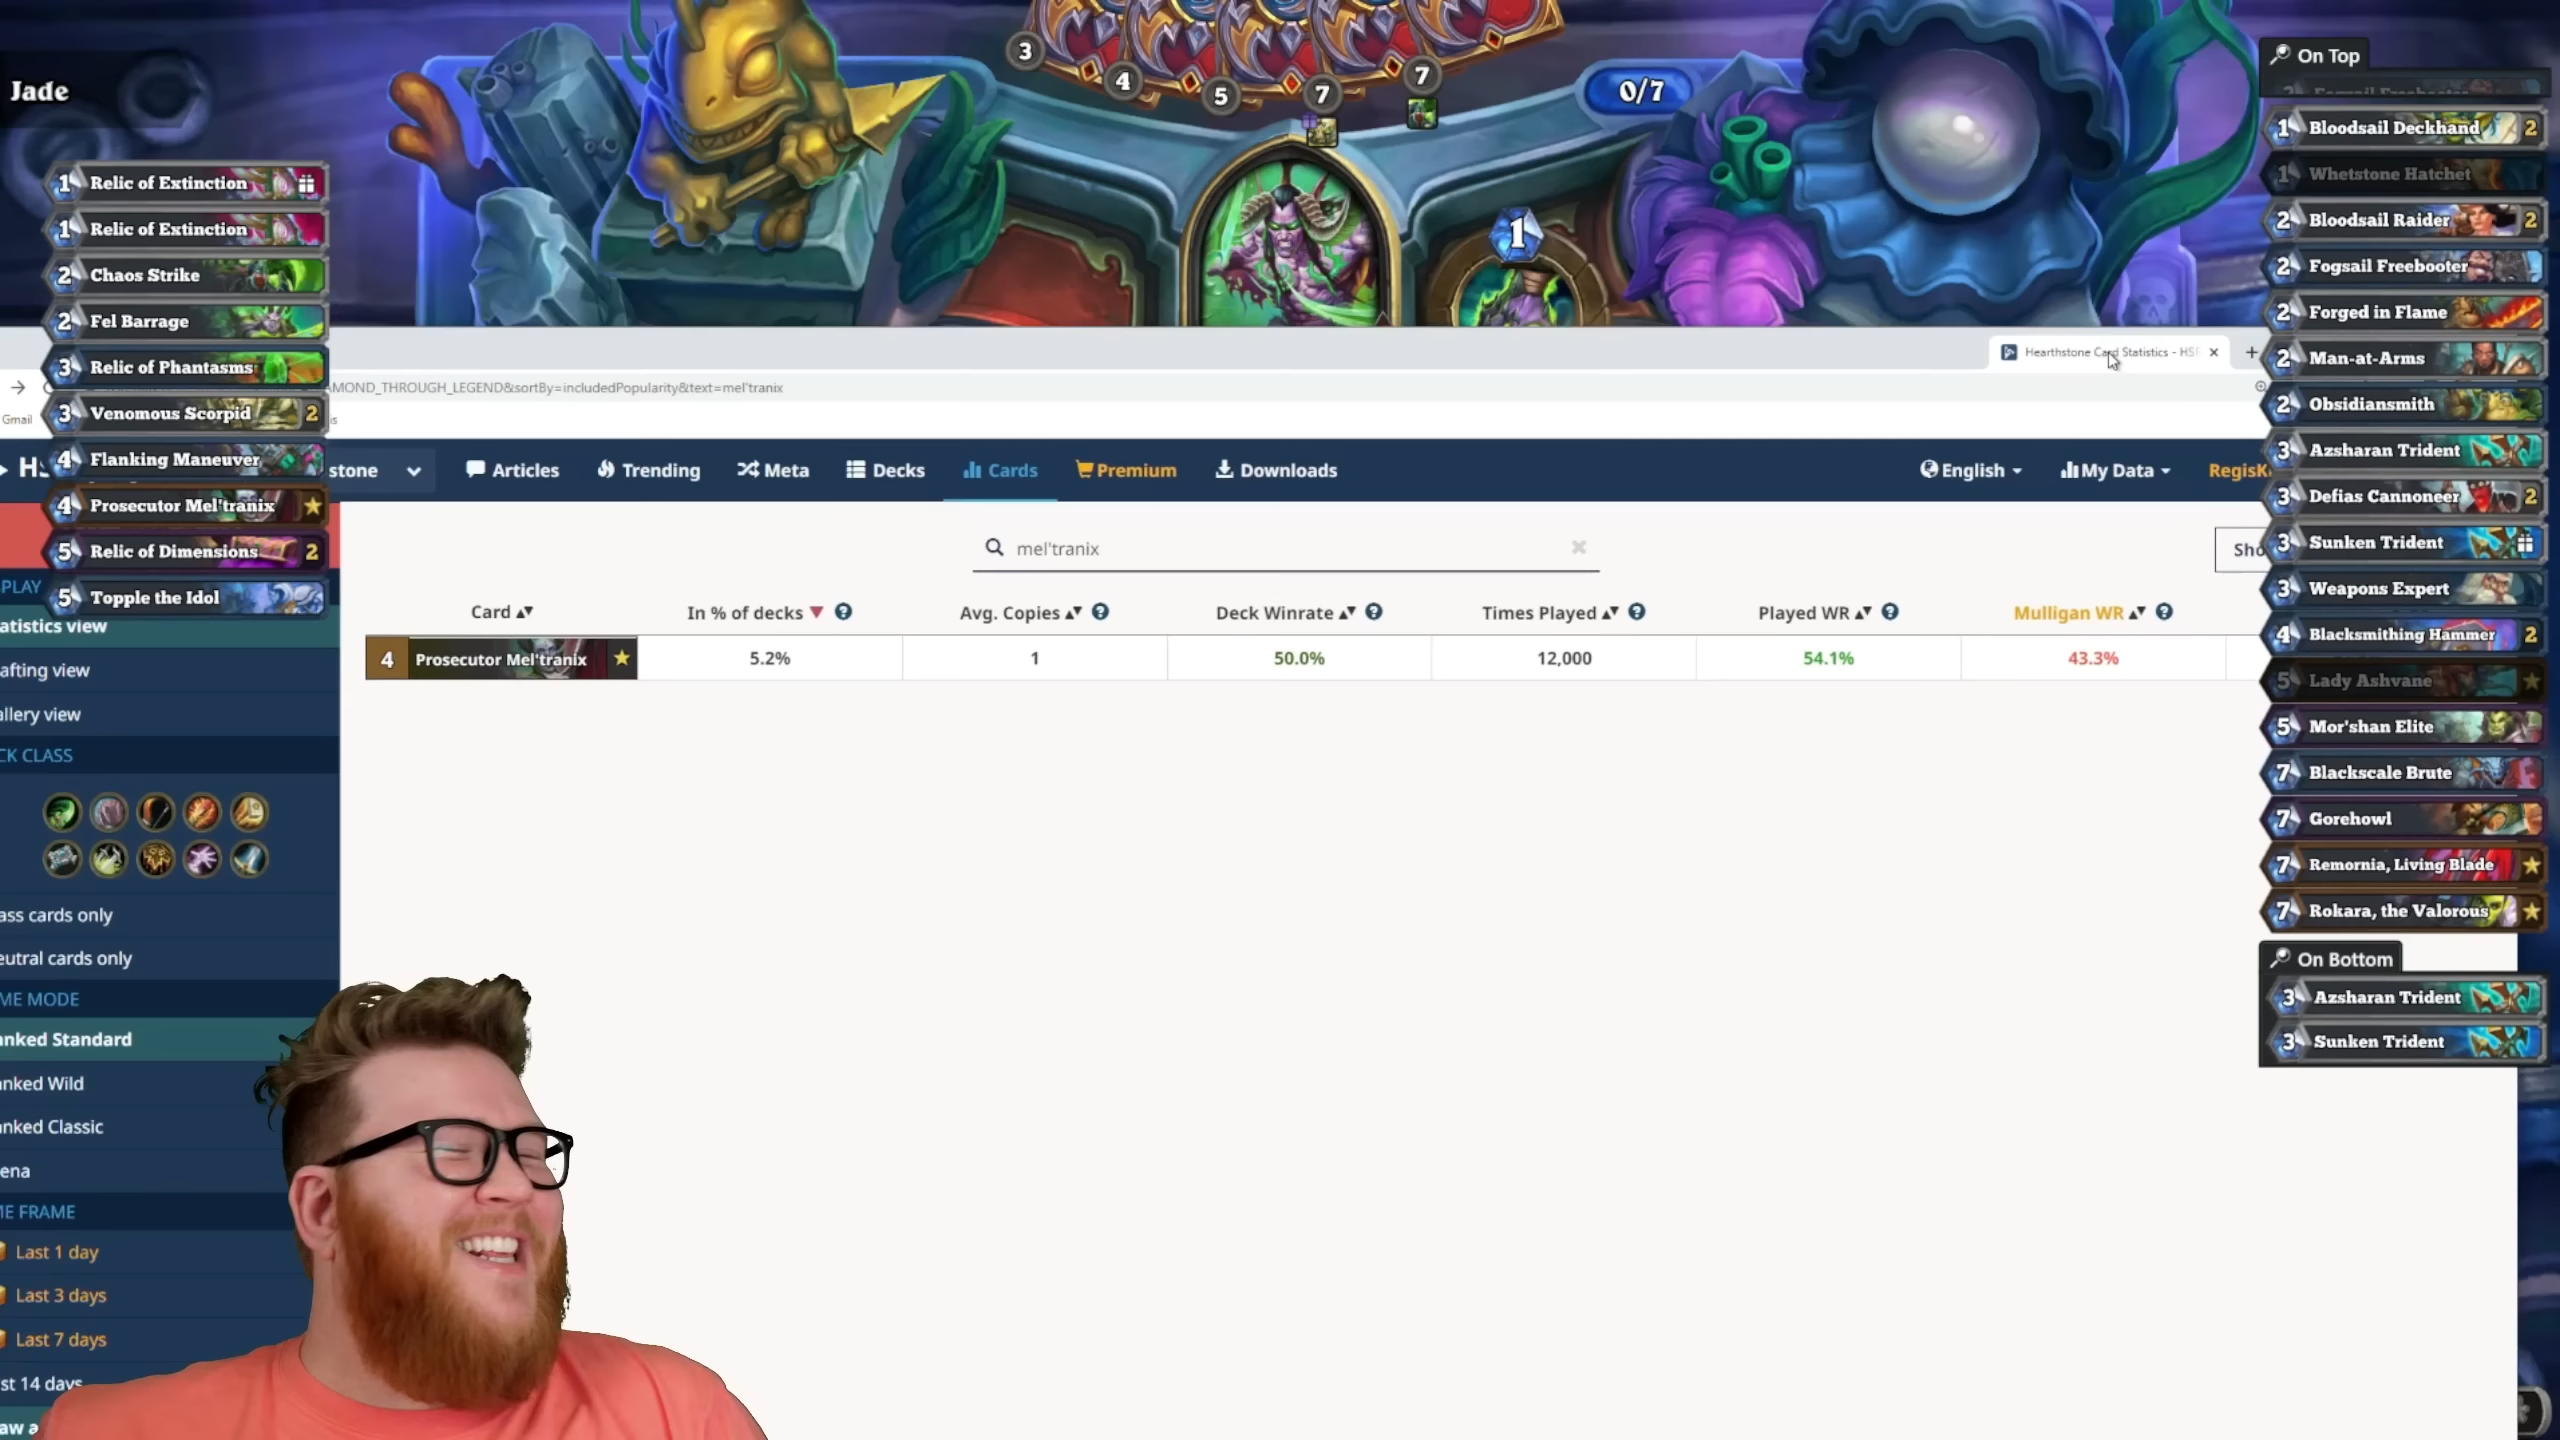 Jade
1 Relic of Extinction
1 Relic of Extinction
2 Chaos Strike
2 Fel Barrage
3 Relic of Phantasms
3 Venomous Scorpid 2
4 Flanking Maneuver
4 Prosecutor Mel'tranix
5 Relic of Dimensions 2
5 Topple the Idol
3
4
5
7
7
0/7
1
On Top
Fogsail Freebooter
1 Bloodsail Deckhand 2
1 Whetstone Hatchet
2 Bloodsail Raider 2
2 Fogsail Freebooter
2 Forged in Flame
2 Man-at-Arms
2 Obsidiansmith
3 Azsharan Trident
3 Defias Cannoneer 2
3 Sunken Trident
3 Weapons Expert
4 Blacksmithing Hammer 2
5 Lady Ashvane
5 Mor'shan Elite
7 Blackscale Brute
7 Gorehowl
7 Remornia, Living Blade
7 Rokara, the Valorous
On Bottom
3 Azsharan Trident
3 Sunken Trident
Hearthstone Card Statistics - HS
AMOND_THROUGH_LEGEND&sortBy=includedPopularity&text=mel'tranix
Gmail
HS stone Articles Trending Meta Decks Cards Premium Downloads English My Data RegisK
mel'tranix
Sho
Card In % of decks Avg. Copies Deck Winrate Times Played Played WR Mulligan WR
4 Prosecutor Mel'tranix 5.2% 1 50.0% 12,000 54.1% 43.3%
PLAY
atistics view
afting view
allery view
CK CLASS
ass cards only
eutral cards only
ME MODE
anked Standard
anked Wild
anked Classic
ena
ME FRAME
Last 1 day
Last 3 days
Last 7 days
st 14 days
aw a